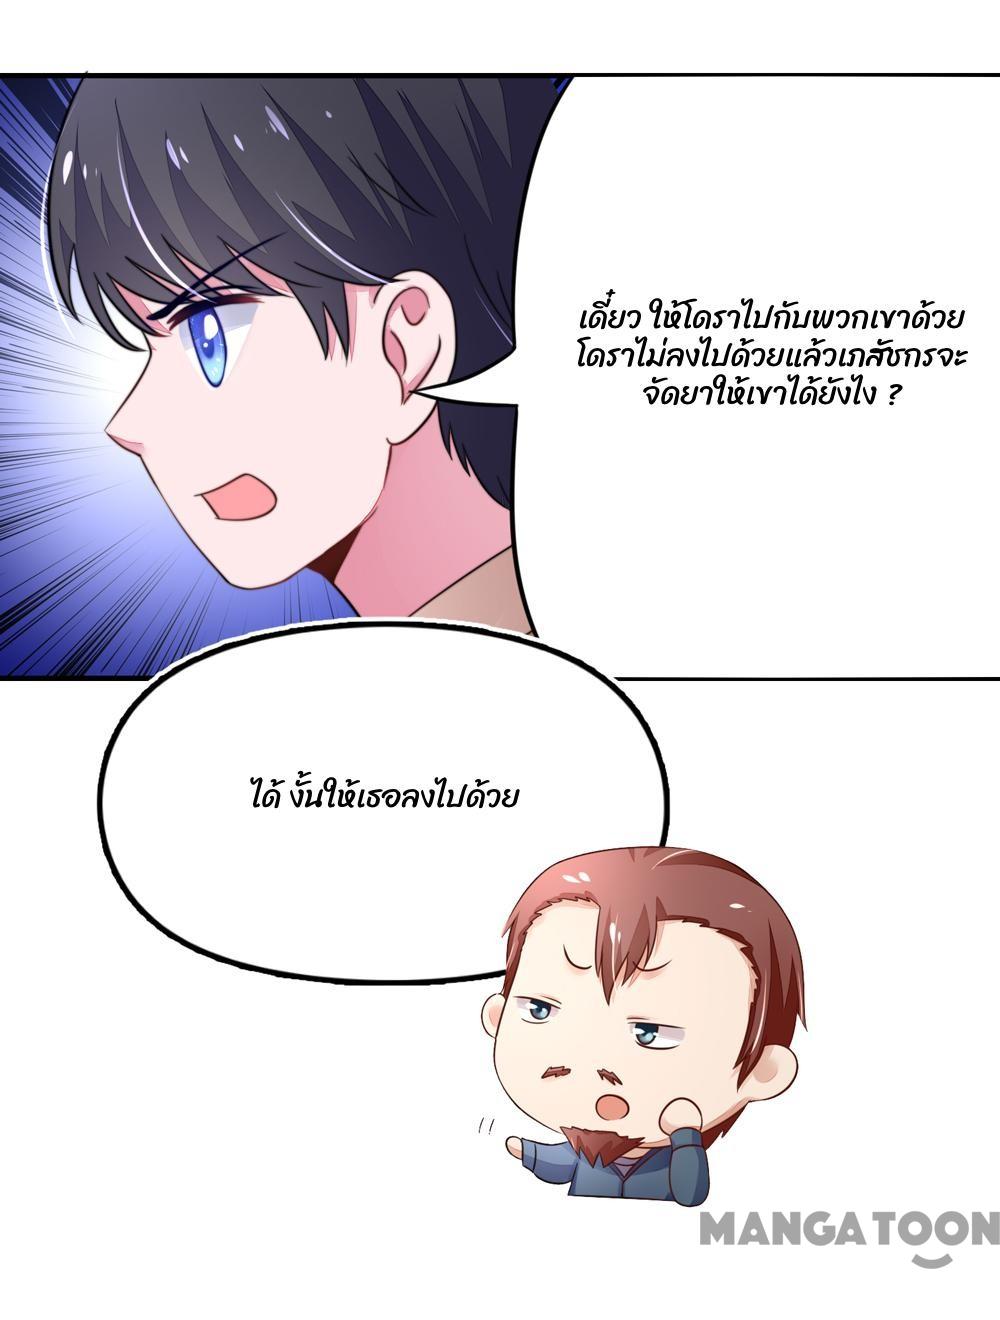 เดี๋ยว ให้โดราไปกับพวกเขาด้วย
โดราไม่ลงไปด้วยแล้วเภสัชกรจะ
จัดยาให้เขาได้ยังไง ?
ได้ งั้นให้เธอลงไปด้วย
MANGATOON